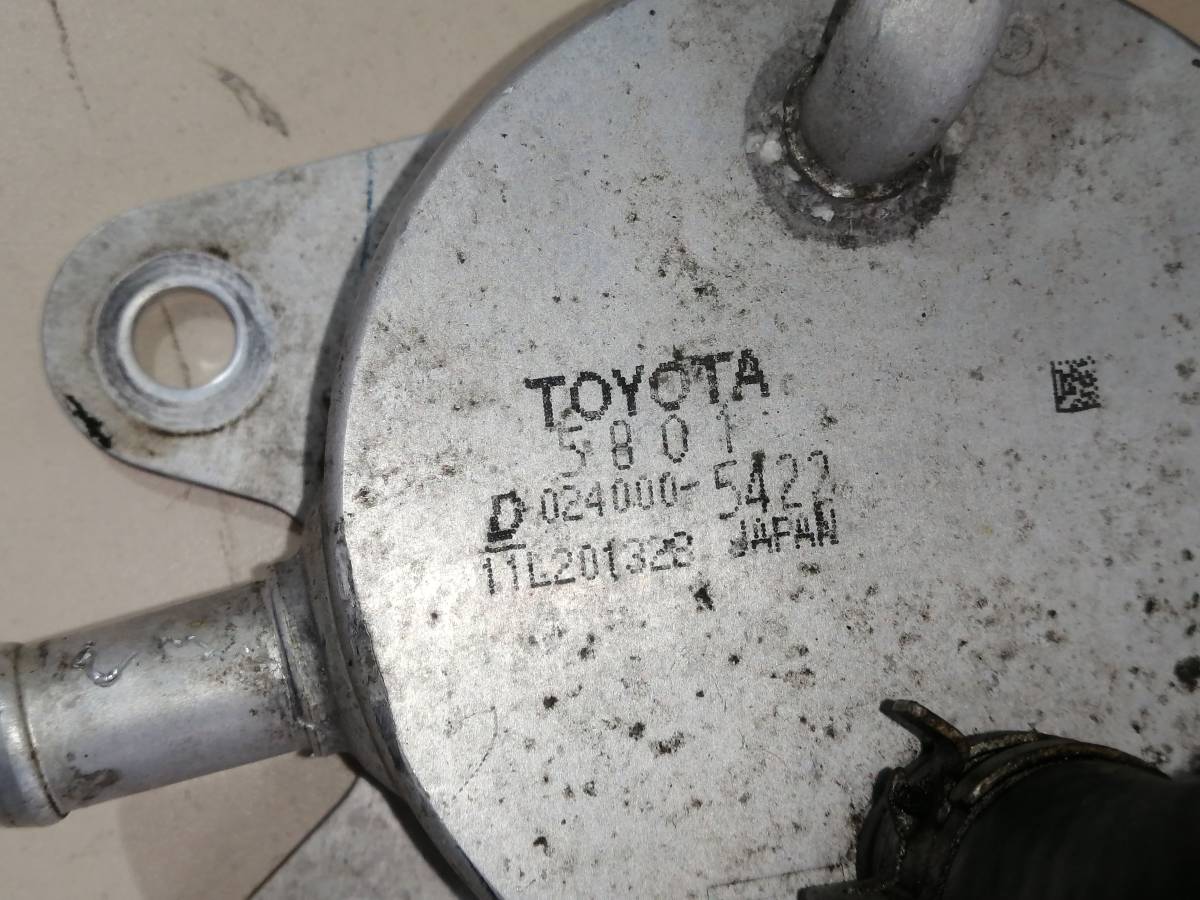 TOYOTA
5801
D 024000-5422
11L201328 JAPAN